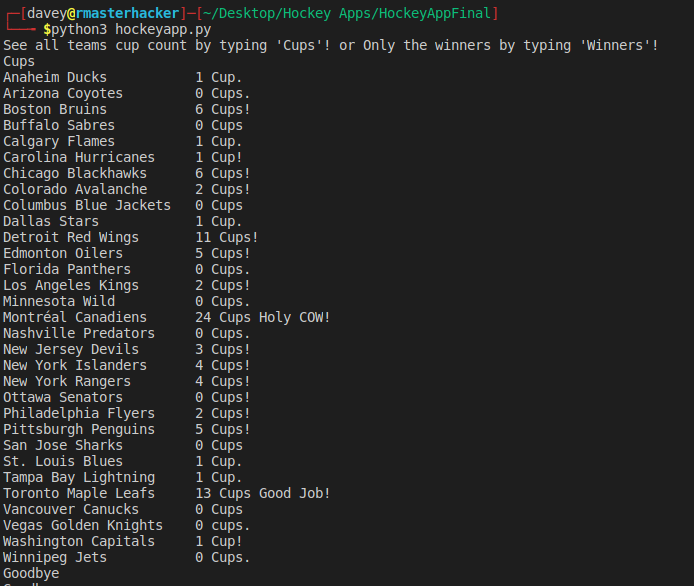 ┌─[davey@rmasterhacker]─[~/Desktop/Hockey Apps/HockeyAppFinal]
└──╼ $python3 hockeyapp.py
See all teams cup count by typing 'Cups'! or Only the winners by typing 'Winners'!
Cups
Anaheim Ducks 1 Cup.
Arizona Coyotes 0 Cups.
Boston Bruins 6 Cups!
Buffalo Sabres 0 Cups
Calgary Flames 1 Cup.
Carolina Hurricanes 1 Cup!
Chicago Blackhawks 6 Cups!
Colorado Avalanche 2 Cups!
Columbus Blue Jackets 0 Cups
Dallas Stars 1 Cup.
Detroit Red Wings 11 Cups!
Edmonton Oilers 5 Cups!
Florida Panthers 0 Cups.
Los Angeles Kings 2 Cups!
Minnesota Wild 0 Cups.
Montréal Canadiens 24 Cups Holy COW!
Nashville Predators 0 Cups.
New Jersey Devils 3 Cups!
New York Islanders 4 Cups!
New York Rangers 4 Cups!
Ottawa Senators 0 Cups!
Philadelphia Flyers 2 Cups!
Pittsburgh Penguins 5 Cups!
San Jose Sharks 0 Cups
St. Louis Blues 1 Cup.
Tampa Bay Lightning 1 Cup.
Toronto Maple Leafs 13 Cups Good Job!
Vancouver Canucks 0 Cups
Vegas Golden Knights 0 cups.
Washington Capitals 1 Cup!
Winnipeg Jets 0 Cups.
Goodbye